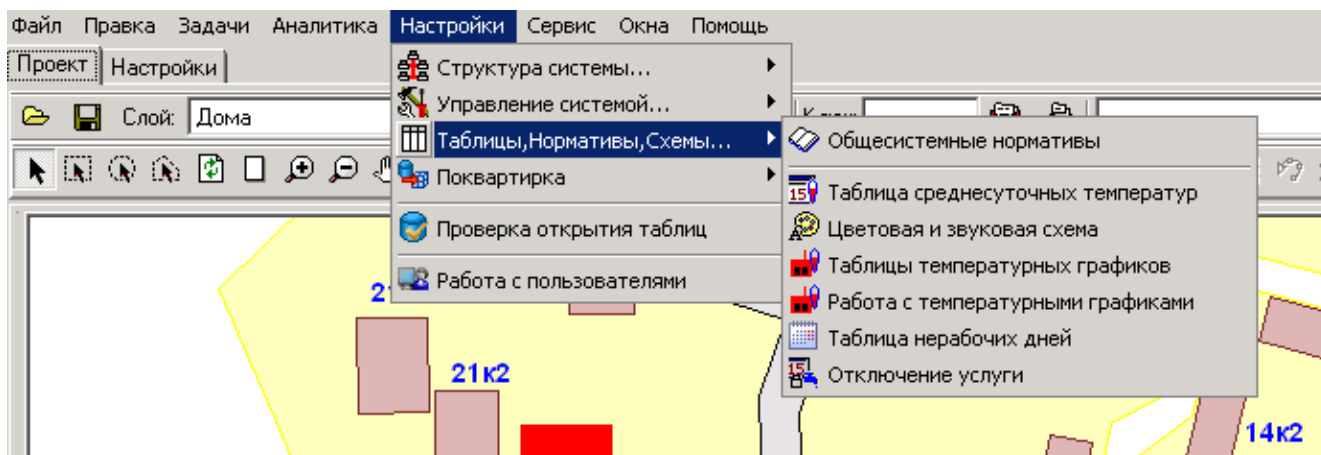 Файл Правка Задачи Аналитика Настройки Сервис Окна Помощь
Проект Настройки
Структура системы...
Слой: Дома
Управление системой...
Таблицы,Нормативы,Схемы...
Общесистемные нормативы
Поквартирка
Таблица среднесуточных температур
Проверка открытия таблиц
Цветовая и звуковая схема
Таблицы температурных графиков
Работа с пользователями
Работа с температурными графиками
Таблица нерабочих дней
21к2
Отключение услуги
14к2